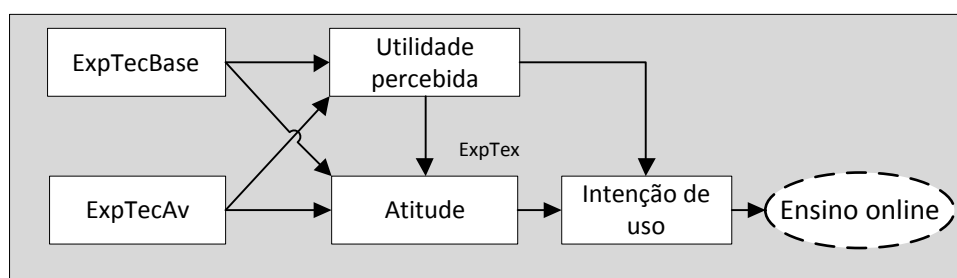 ExpTecBase
Utilidade
percebida
ExpTex
ExpTecAv
Atitude
Intenção de
uso
Ensino online